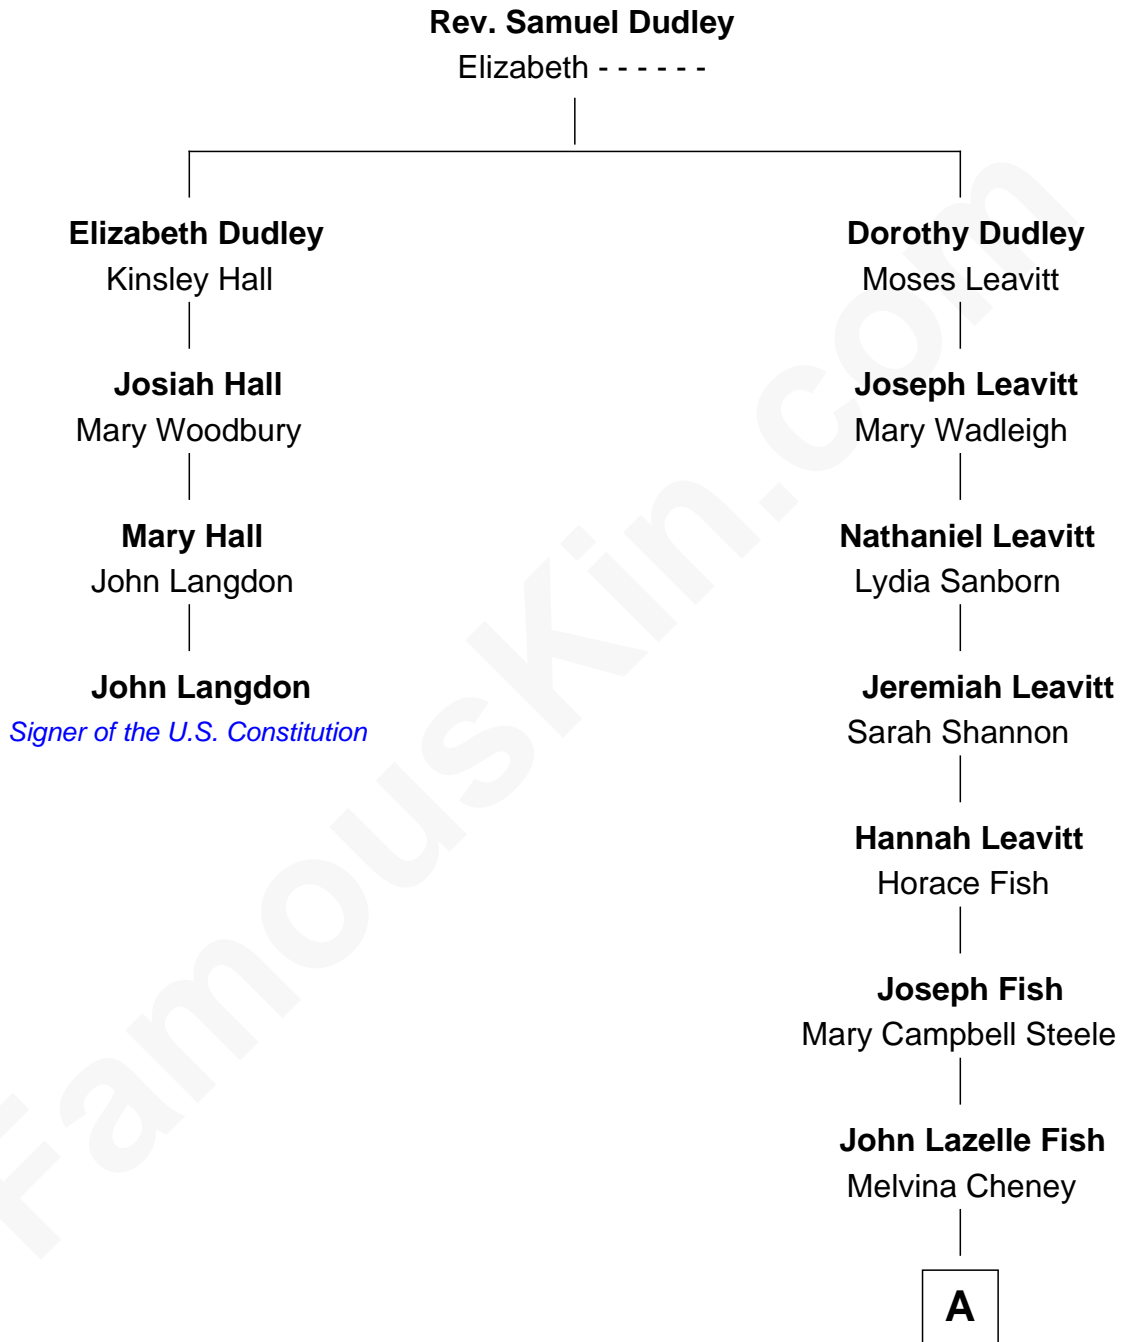 Rev. Samuel Dudley
Elizabeth - - - - - -
Elizabeth Dudley
Kinsley Hall
Dorothy Dudley
Moses Leavitt
Josiah Hall
Mary Woodbury
Joseph Leavitt
Mary Wadleigh
Mary Hall
John Langdon
Nathaniel Leavitt
Lydia Sanborn
John Langdon
Signer of the U.S. Constitution
Jeremiah Leavitt
Sarah Shannon
Hannah Leavitt
Horace Fish
Joseph Fish
Mary Campbell Steele
John Lazelle Fish
Melvina Cheney
A
FamousKin.com